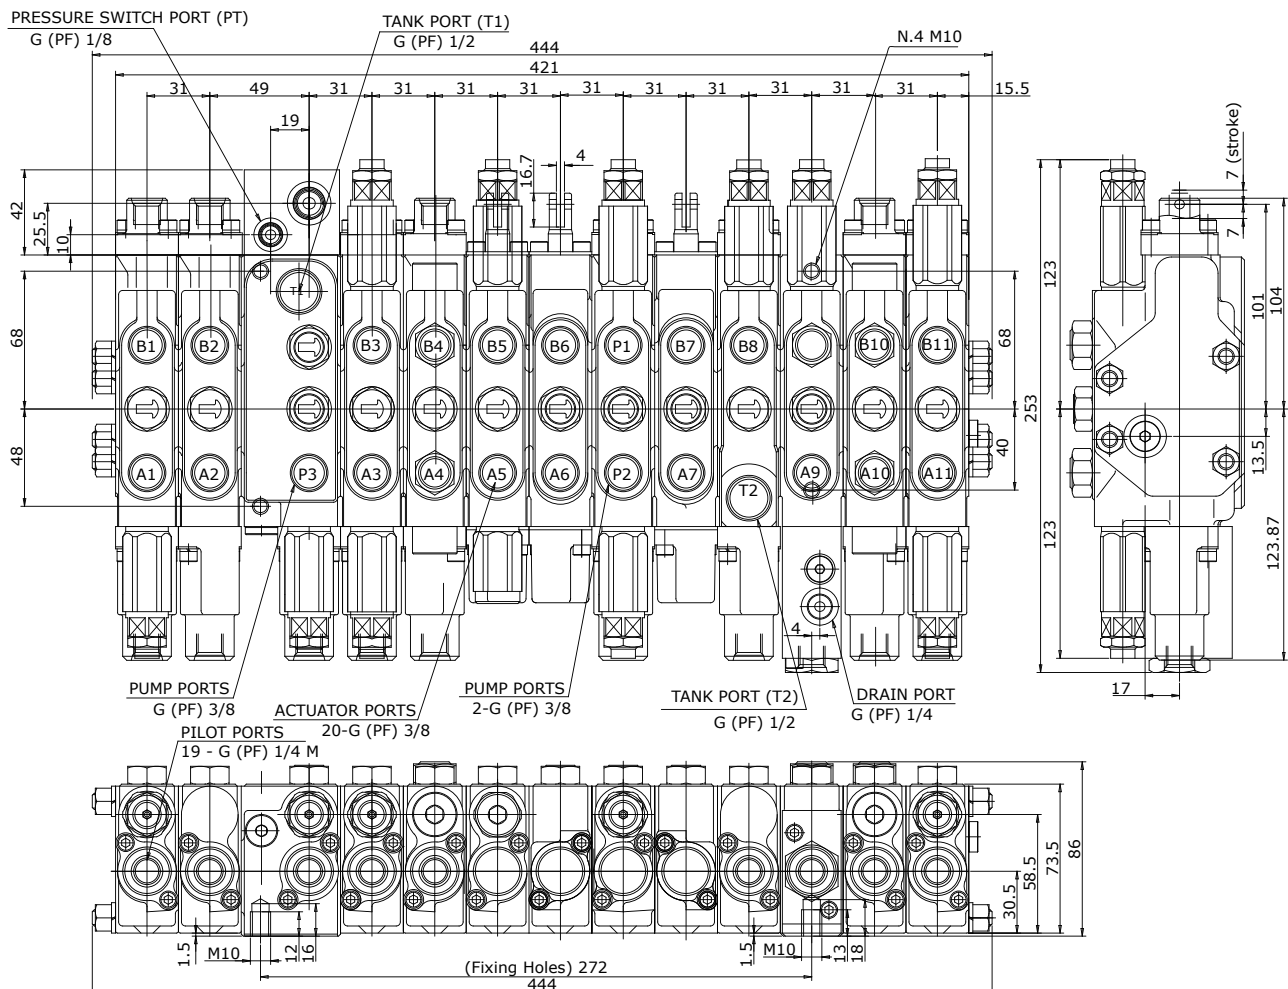 PRESSURE SWITCH PORT (PT)
G (PF) 1/8
TANK PORT (T1)
G (PF) 1/2
N.4 M10
444
421
31
49
31
31
31
31
31
31
31
31
31
31
15.5
19
16.7
4
7 (stroke)
42
25.5
10
7
T1
123
101
104
68
68
B1
B2
B3
B4
B5
B6
P1
B7
B8
B10
B11
253
48
40
13.5
A1
A2
P3
A3
A4
A5
A6
P2
A7
T2
A9
A10
A11
123
123.87
4
17
PUMP PORTS
G (PF) 3/8
ACTUATOR PORTS
20-G (PF) 3/8
PUMP PORTS
2-G (PF) 3/8
TANK PORT (T2)
G (PF) 1/2
DRAIN PORT
G (PF) 1/4
PILOT PORTS
19 - G (PF) 1/4 M
86
73.5
58.5
30.5
1.5
M10
12
16
1.5
M10
13
18
(Fixing Holes) 272
444